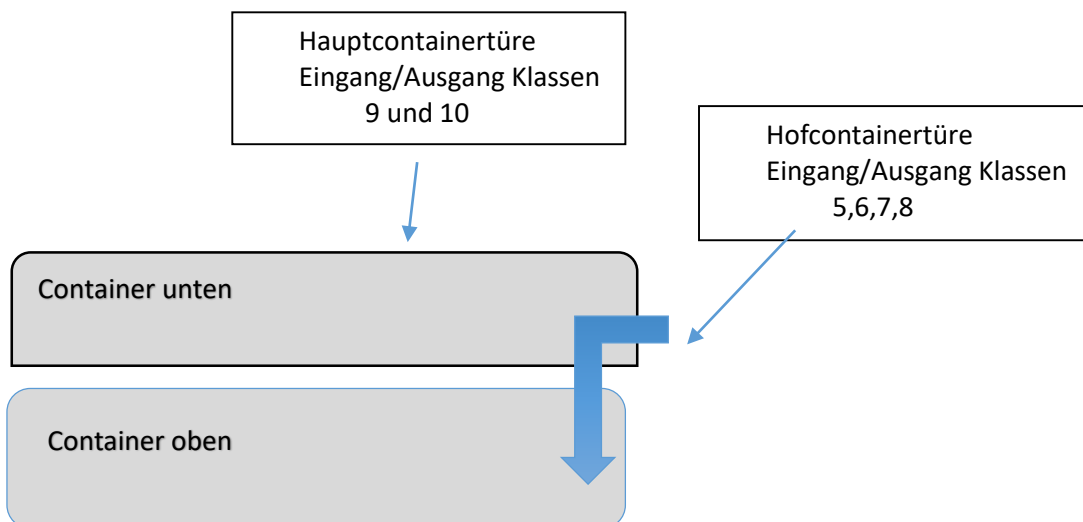 Hauptcontainertüre
Eingang/Ausgang Klassen
9 und 10
Hofcontainertüre
Eingang/Ausgang Klassen
5,6,7,8
Container unten
Container oben